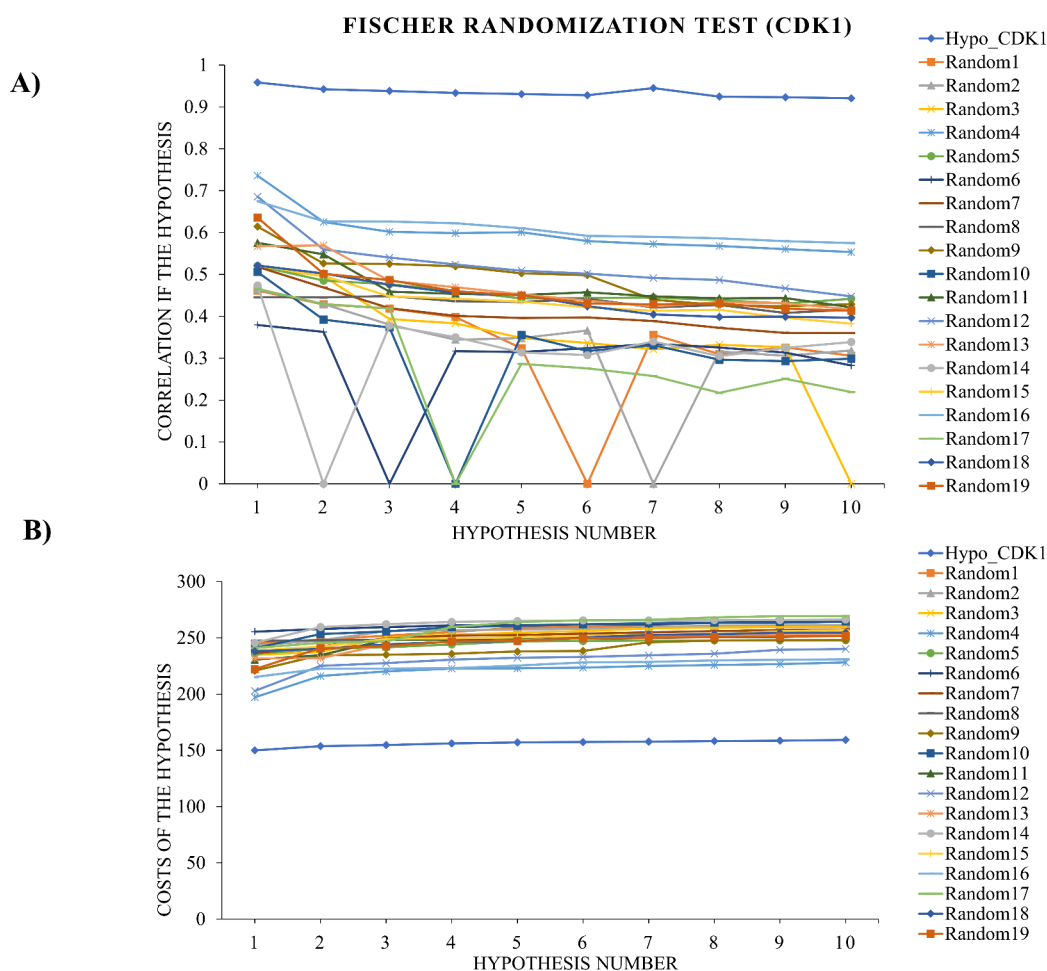 FISCHER RANDOMIZATION TEST (CDK1)
A)
CORRELATION IF THE HYPOTHESIS
1
0.9
0.8
0.7
0.6
0.5
0.4
0.3
0.2
0.1
0
1 2 3 4 5 6 7 8 9 10
HYPOTHESIS NUMBER
Hypo_CDK1
Random1
Random2
Random3
Random4
Random5
Random6
Random7
Random8
Random9
Random10
Random11
Random12
Random13
Random14
Random15
Random16
Random17
Random18
Random19
B)
COSTS OF THE HYPOTHESIS
300
250
200
150
100
50
0
1 2 3 4 5 6 7 8 9 10
HYPOTHESIS NUMBER
Hypo_CDK1
Random1
Random2
Random3
Random4
Random5
Random6
Random7
Random8
Random9
Random10
Random11
Random12
Random13
Random14
Random15
Random16
Random17
Random18
Random19